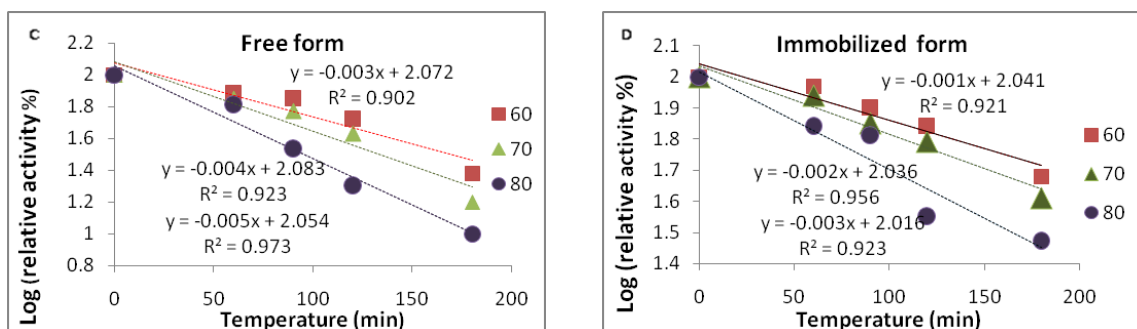 C
Free form
Log (relative activity %)
2.2
2
1.8
1.6
1.4
1.2
1
0.8
y = -0.003x + 2.072
R² = 0.902
y = -0.004x + 2.083
R² = 0.923
y = -0.005x + 2.054
R² = 0.973
60
70
80
0 50 100 150 200
Temperature (min)
D
Immobilized form
Log (relative activity %)
2.1
2
1.9
1.8
1.7
1.6
1.5
1.4
y = -0.001x + 2.041
R² = 0.921
y = -0.002x + 2.036
R² = 0.956
y = -0.003x + 2.016
R² = 0.923
60
70
80
0 50 100 150 200
Temperature (min)